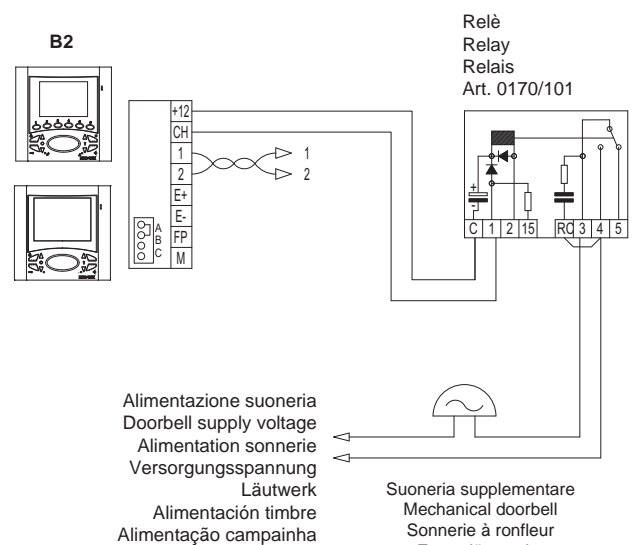 B2
Relè
Relay
Relais
Art. 0170/101
+12
CH
1
2
E+
E-
FP
M
A
B
C
1
2
+
-
C 1 2 15 RC 3 4 5
Alimentazione suoneria
Doorbell supply voltage
Alimentation sonnerie
Versorgungsspannung
Läutwerk
Alimentación timbre
Alimentação campainha
Suoneria supplementare
Mechanical doorbell
Sonnerie à ronfleur